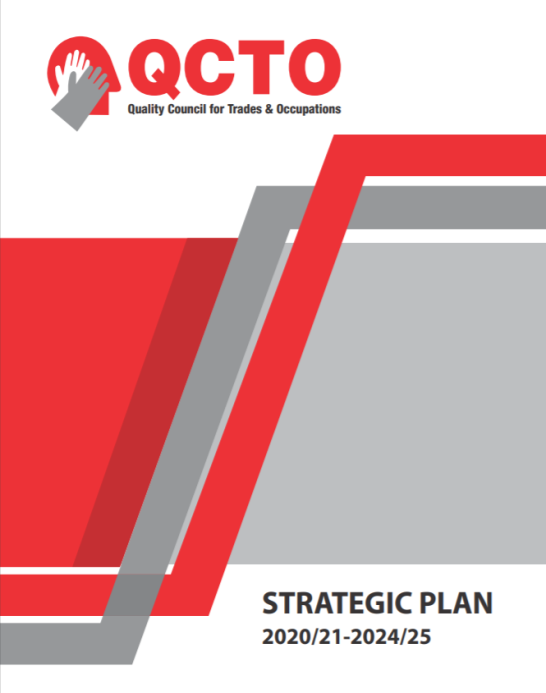 QCTO
Quality Council for Trades & Occupations
STRATEGIC PLAN
2020/21-2024/25